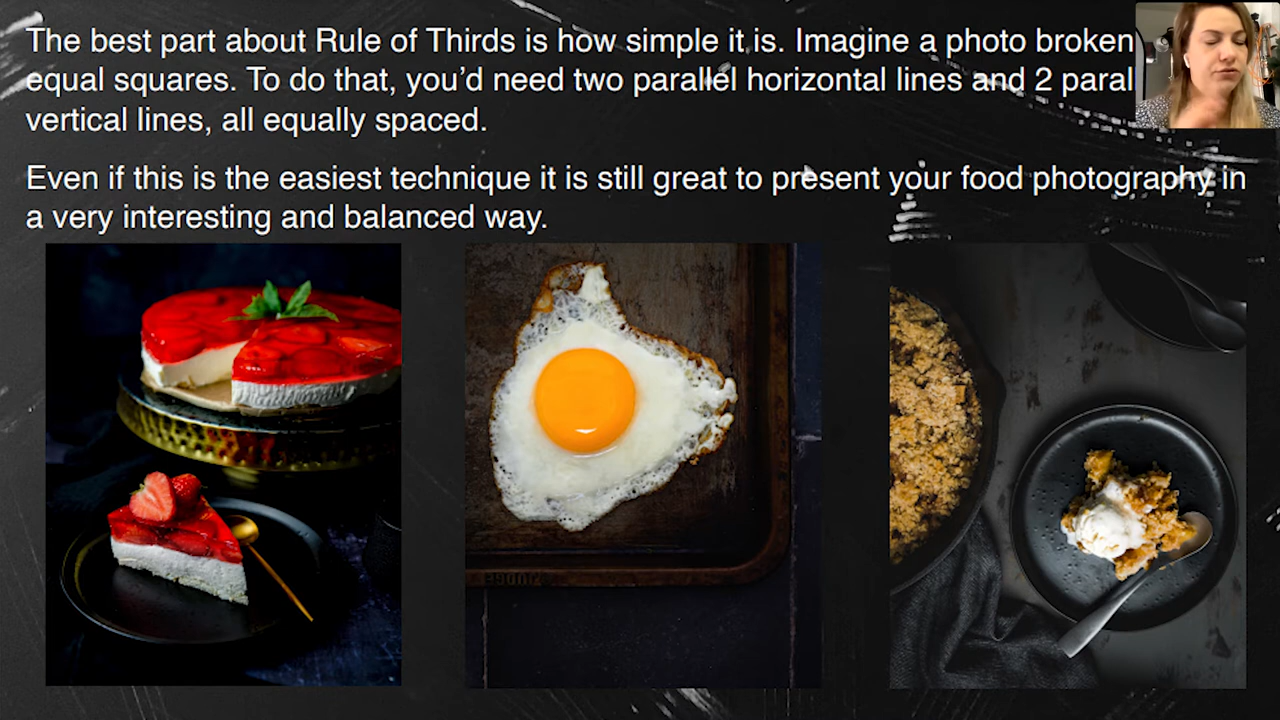 The best part about Rule of Thirds is how simple it is. Imagine a photo broken
equal squares. To do that, you’d need two parallel horizontal lines and 2 paral
vertical lines, all equally spaced.
Even if this is the easiest technique it is still great to present your food photography in
a very interesting and balanced way.